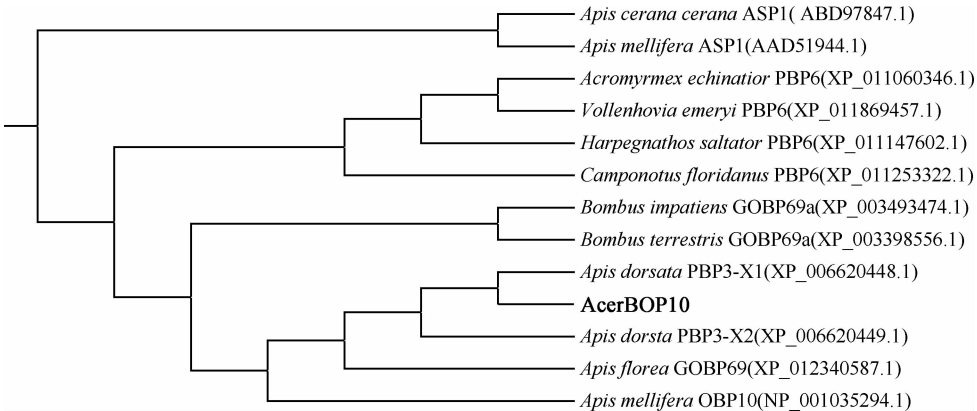 Apis cerana cerana ASP1( ABD97847.1)
Apis mellifera ASP1(AAD51944.1)
Acromyrmex echinatior PBP6(XP_011060346.1)
Vollenhovia emeryi PBP6(XP_011869457.1)
Harpegnathos saltator PBP6(XP_011147602.1)
Camponotus floridanus PBP6(XP_011253322.1)
Bombus impatiens GOBP69a(XP_003493474.1)
Bombus terrestris GOBP69a(XP_003398556.1)
Apis dorsata PBP3-X1(XP_006620448.1)
AcerBOP10
Apis dorsta PBP3-X2(XP_006620449.1)
Apis florea GOBP69(XP_012340587.1)
Apis mellifera OBP10(NP_001035294.1)